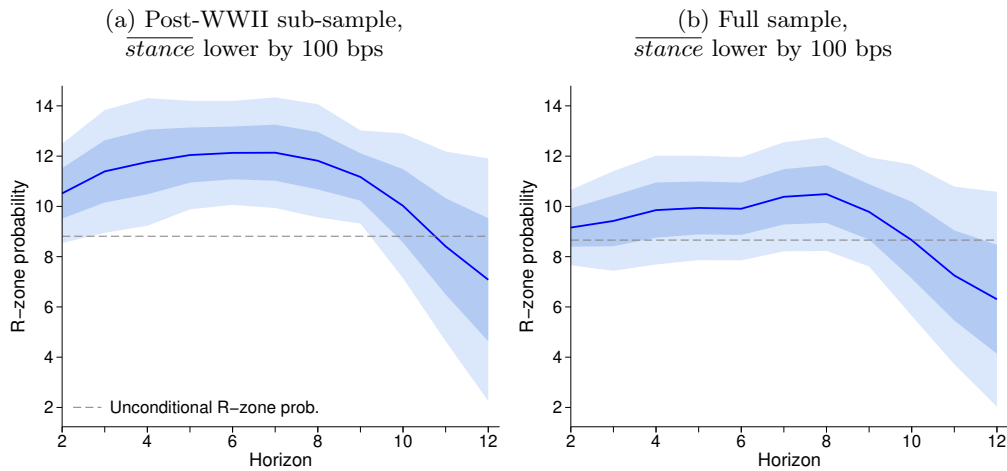 (a) Post-WWII sub-sample,
stance lower by 100 bps
R−zone probability
14
12
10
8
6
4
2
Unconditional R−zone prob.
2 4 6 8 10 12
Horizon
(b) Full sample,
stance lower by 100 bps
R−zone probability
14
12
10
8
6
4
2
2 4 6 8 10 12
Horizon